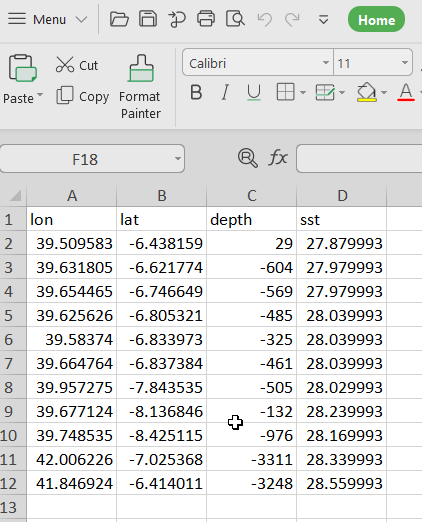 Menu Home
Cut Calibri 11
Paste Copy Format Painter B I U A
F18 fx
A B C D
1 lon lat depth sst
2 39.509583 -6.438159 29 27.879993
3 39.631805 -6.621774 -604 27.979993
4 39.654465 -6.746649 -569 27.979993
5 39.625626 -6.805321 -485 28.039993
6 39.58374 -6.833973 -325 28.039993
7 39.664764 -6.837384 -461 28.039993
8 39.957275 -7.843535 -505 28.029993
9 39.677124 -8.136846 -132 28.239993
10 39.748535 -8.425115 -976 28.169993
11 42.006226 -7.025368 -3311 28.339993
12 41.846924 -6.414011 -3248 28.559993
13